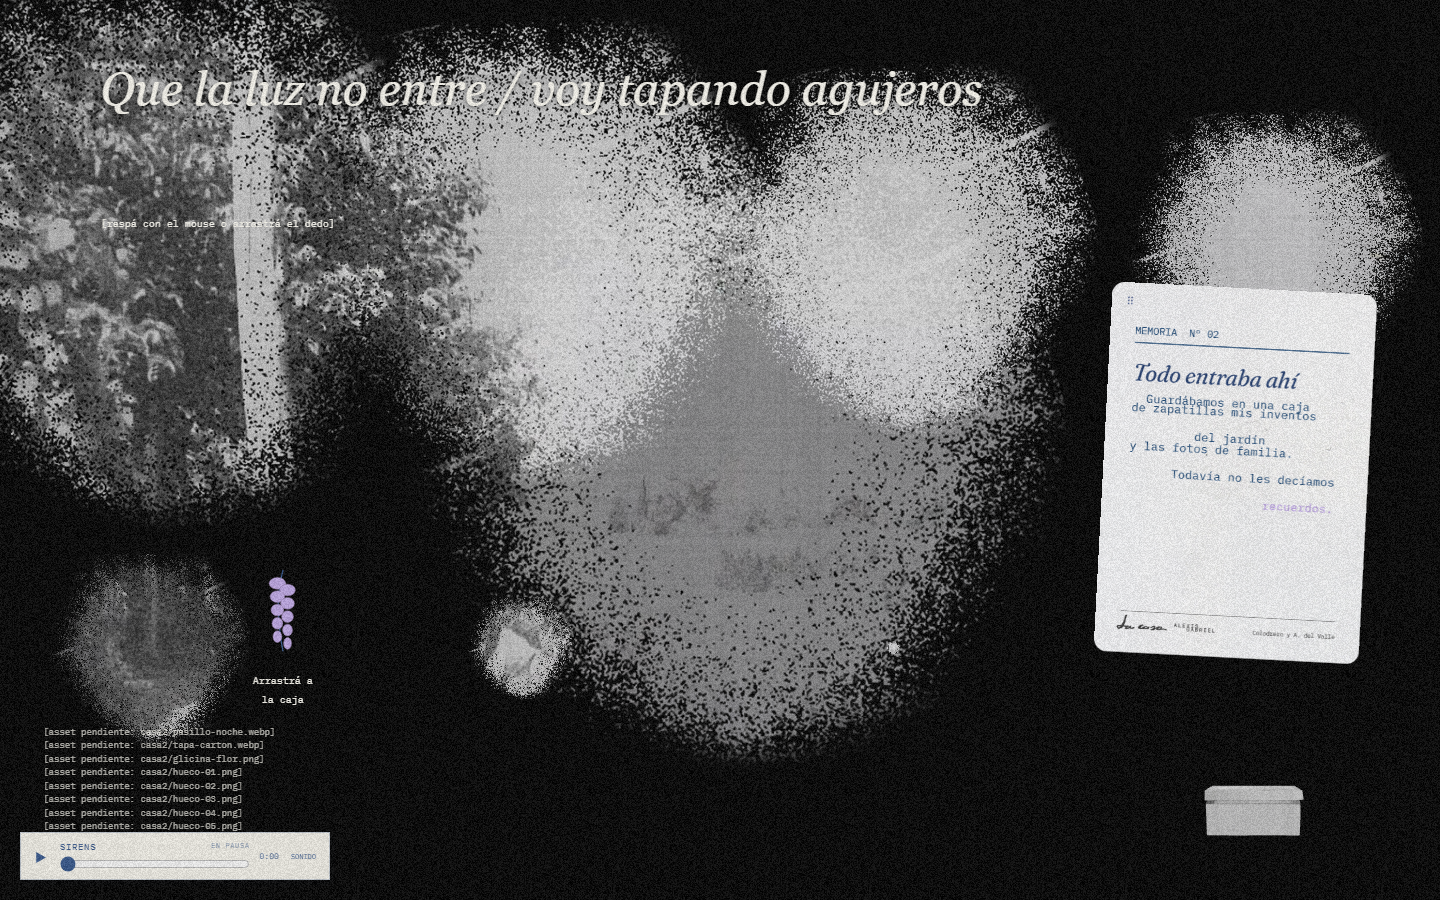 Que la luz no entre / voy tapando agujeros
[raspá con el mouse o arrastrá el dedo]
MEMORIA Nº 02
Todo entraba ahí
Guardábamos en una caja
de zapatillas mis inventos
del jardín
y las fotos de familia.
Todavía no les decíamos
recuerdos.
La casa
ALEXIS
GABRIEL
Calodrero y A. del Valle
Arrastrá a
la caja
[asset pendiente: casa2/pasillo-noche.webp]
[asset pendiente: casa2/tapa-carton.webp]
[asset pendiente: casa2/glicina-flor.png]
[asset pendiente: casa2/hueco-01.png]
[asset pendiente: casa2/hueco-02.png]
[asset pendiente: casa2/hueco-03.png]
[asset pendiente: casa2/hueco-04.png]
[asset pendiente: casa2/hueco-05.png]
SIRENS
EN PAUSA
0:00
SONIDO